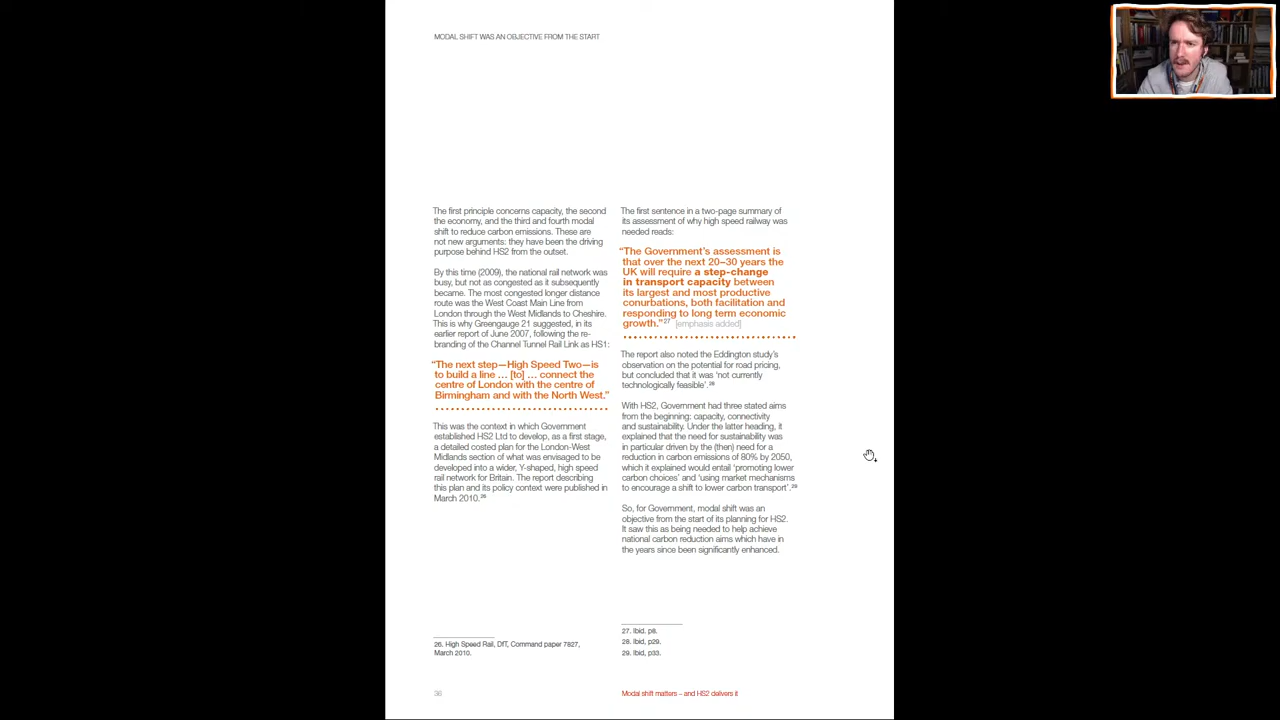 MODAL SHIFT WAS AN OBJECTIVE FROM THE START
The first principle concerns capacity, the second
the economy, and the third and fourth modal
shift to reduce carbon emissions. These are
not new arguments: they have been the driving
purpose behind HS2 from the outset.
By this time (2009), the national rail network was
busy, but not as congested as it subsequently
became. The most congested longer distance
route was the West Coast Main Line from
London through the West Midlands to Cheshire.
This is why Greengauge 21 suggested, in its
earlier report of June 2007, following the re-
branding of the Channel Tunnel Rail Link as HS1:
“The next step—High Speed Two—is
to build a line … [to] … connect the
centre of London with the centre of
Birmingham and with the North West.”
This was the context in which Government
established HS2 Ltd to develop, as a first stage,
a detailed costed plan for the London-West
Midlands section of what was envisaged to be
developed into a wider, Y-shaped, high speed
rail network for Britain. The report describing
this plan and its policy context were published in
March 2010.26
26. High Speed Rail, DfT, Command paper 7827,
March 2010.
The first sentence in a two-page summary of
its assessment of why high speed railway was
needed reads:
“The Government’s assessment is
that over the next 20–30 years the
UK will require a step-change
in transport capacity between
its largest and most productive
conurbations, both facilitation and
responding to long term economic
growth.”27 [emphasis added]
The report also noted the Eddington study’s
observation on the potential for road pricing,
but concluded that it was ‘not currently
technologically feasible’.28
With HS2, Government had three stated aims
from the beginning: capacity, connectivity
and sustainability. Under the latter heading, it
explained that the need for sustainability was
in particular driven by the (then) need for a
reduction in carbon emissions of 80% by 2050,
which it explained would entail ‘promoting lower
carbon choices’ and ‘using market mechanisms
to encourage a shift to lower carbon transport’.29
So, for Government, modal shift was an
objective from the start of its planning for HS2.
It saw this as being needed to help achieve
national carbon reduction aims which have in
the years since been significantly enhanced.
27. Ibid. p8.
28. Ibid, p29.
29. Ibid, p33.
36
Modal shift matters – and HS2 delivers it